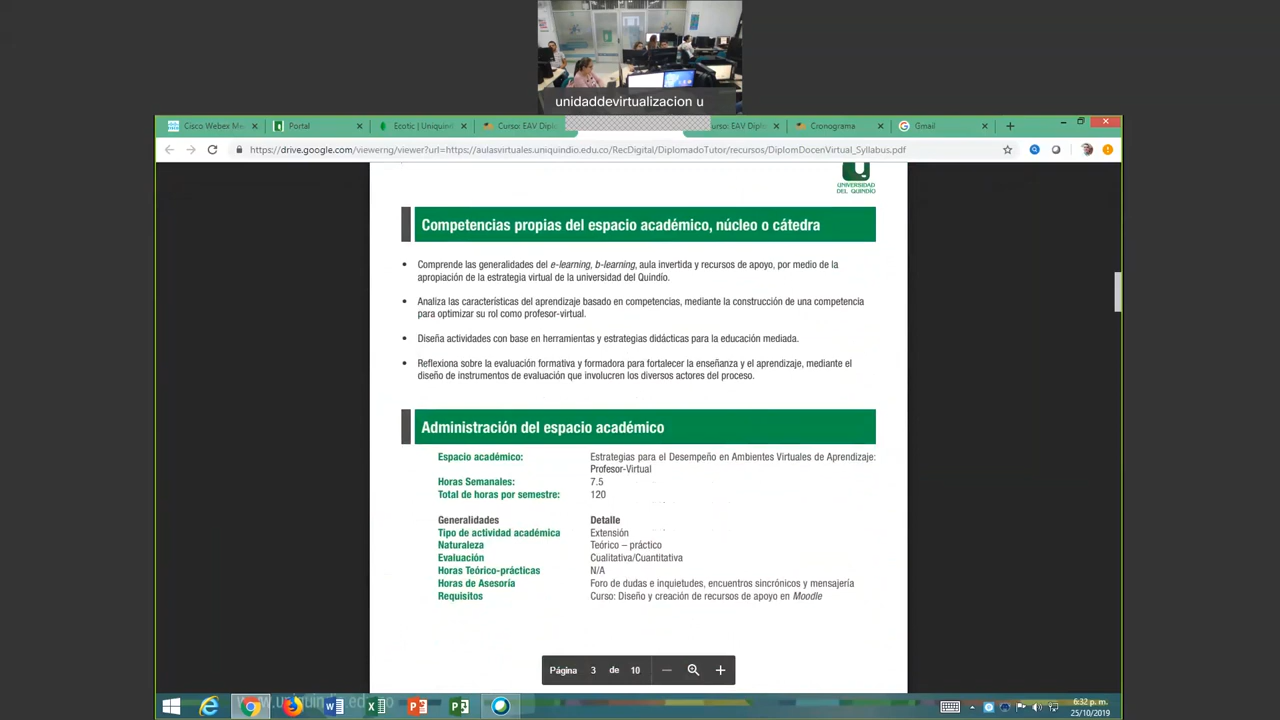 unidaddevirtualizacion u
Cisco Webex Me
Portal
Ecotic | Uniquin
Curso: EAV Diplo
urso: EAV Diplo
Cronograma
Gmail
https://drive.google.com/viewerng/viewer?url=https://aulasvirtuales.uniquindio.edu.co/RecDigital/DiplomadoTutor/recursos/DiplomDocenVirtual_Syllabus.pdf
UNIVERSIDAD
DEL QUINDÍO
Competencias propias del espacio académico, núcleo o cátedra
• Comprende las generalidades del e-learning, b-learning, aula invertida y recursos de apoyo, por medio de la
apropiación de la estrategia virtual de la universidad del Quindío.
• Analiza las características del aprendizaje basado en competencias, mediante la construcción de una competencia
para optimizar su rol como profesor-virtual.
• Diseña actividades con base en herramientas y estrategias didácticas para la educación mediada.
• Reflexiona sobre la evaluación formativa y formadora para fortalecer la enseñanza y el aprendizaje, mediante el
diseño de instrumentos de evaluación que involucren los diversos actores del proceso.
Administración del espacio académico
Espacio académico: Estrategias para el Desempeño en Ambientes Virtuales de Aprendizaje:
Profesor-Virtual
Horas Semanales: 7.5
Total de horas por semestre: 120
Generalidades Detalle
Tipo de actividad académica Extensión
Naturaleza Teórico – práctico
Evaluación Cualitativa/Cuantitativa
Horas Teórico-prácticas N/A
Horas de Asesoría Foro de dudas e inquietudes, encuentros sincrónicos y mensajería
Requisitos Curso: Diseño y creación de recursos de apoyo en Moodle
Página 3 de 10
6:32 p. m.
25/10/2019